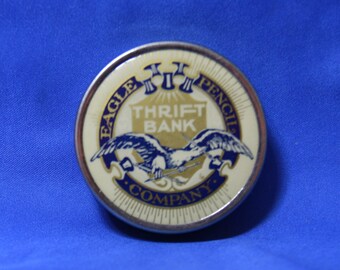 EAGLE PENCIL
THRIFT
BANK
COMPANY